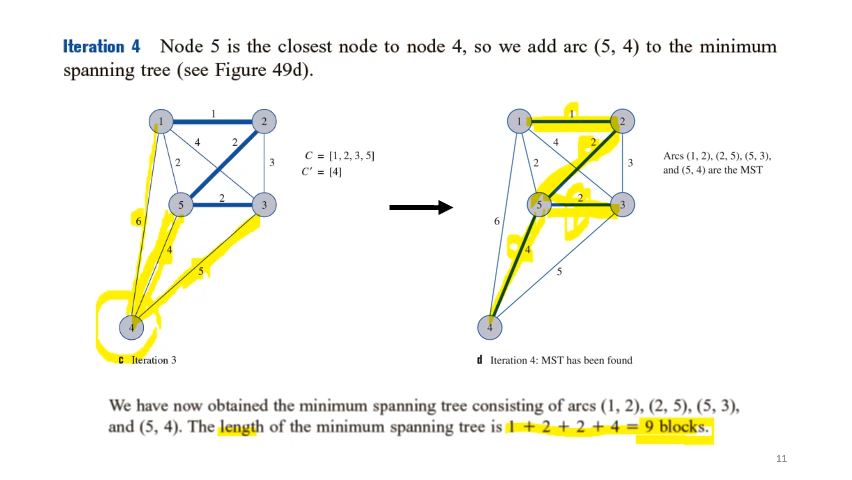 Iteration 4 Node 5 is the closest node to node 4, so we add arc (5, 4) to the minimum
spanning tree (see Figure 49d).
1
1
2
4
2
2
3
5
2
3
6
4
5
4
C = [1, 2, 3, 5]
C′ = [4]
c Iteration 3
1
1
2
4
2
2
3
5
2
3
6
4
5
4
Arcs (1, 2), (2, 5), (5, 3),
and (5, 4) are the MST
d Iteration 4: MST has been found
We have now obtained the minimum spanning tree consisting of arcs (1, 2), (2, 5), (5, 3),
and (5, 4). The length of the minimum spanning tree is 1 + 2 + 2 + 4 = 9 blocks.
11